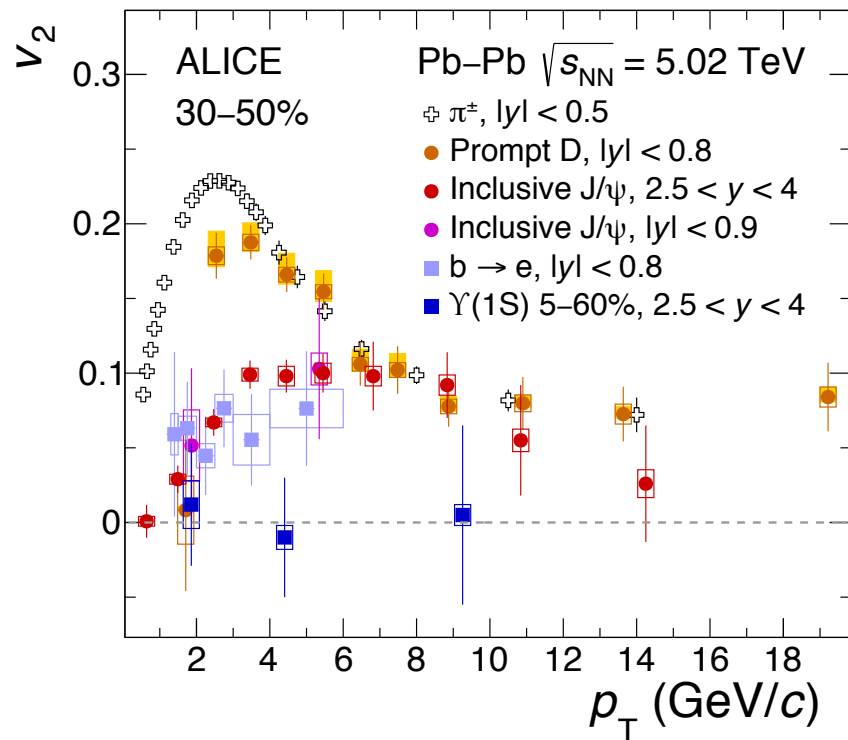 v₂
0.3
0.2
0.1
0
ALICE
30–50%
Pb–Pb √s_NN = 5.02 TeV
π±, |y| < 0.5
Prompt D, |y| < 0.8
Inclusive J/ψ, 2.5 < y < 4
Inclusive J/ψ, |y| < 0.9
b → e, |y| < 0.8
ϒ(1S) 5–60%, 2.5 < y < 4
2 4 6 8 10 12 14 16 18
p_T (GeV/c)